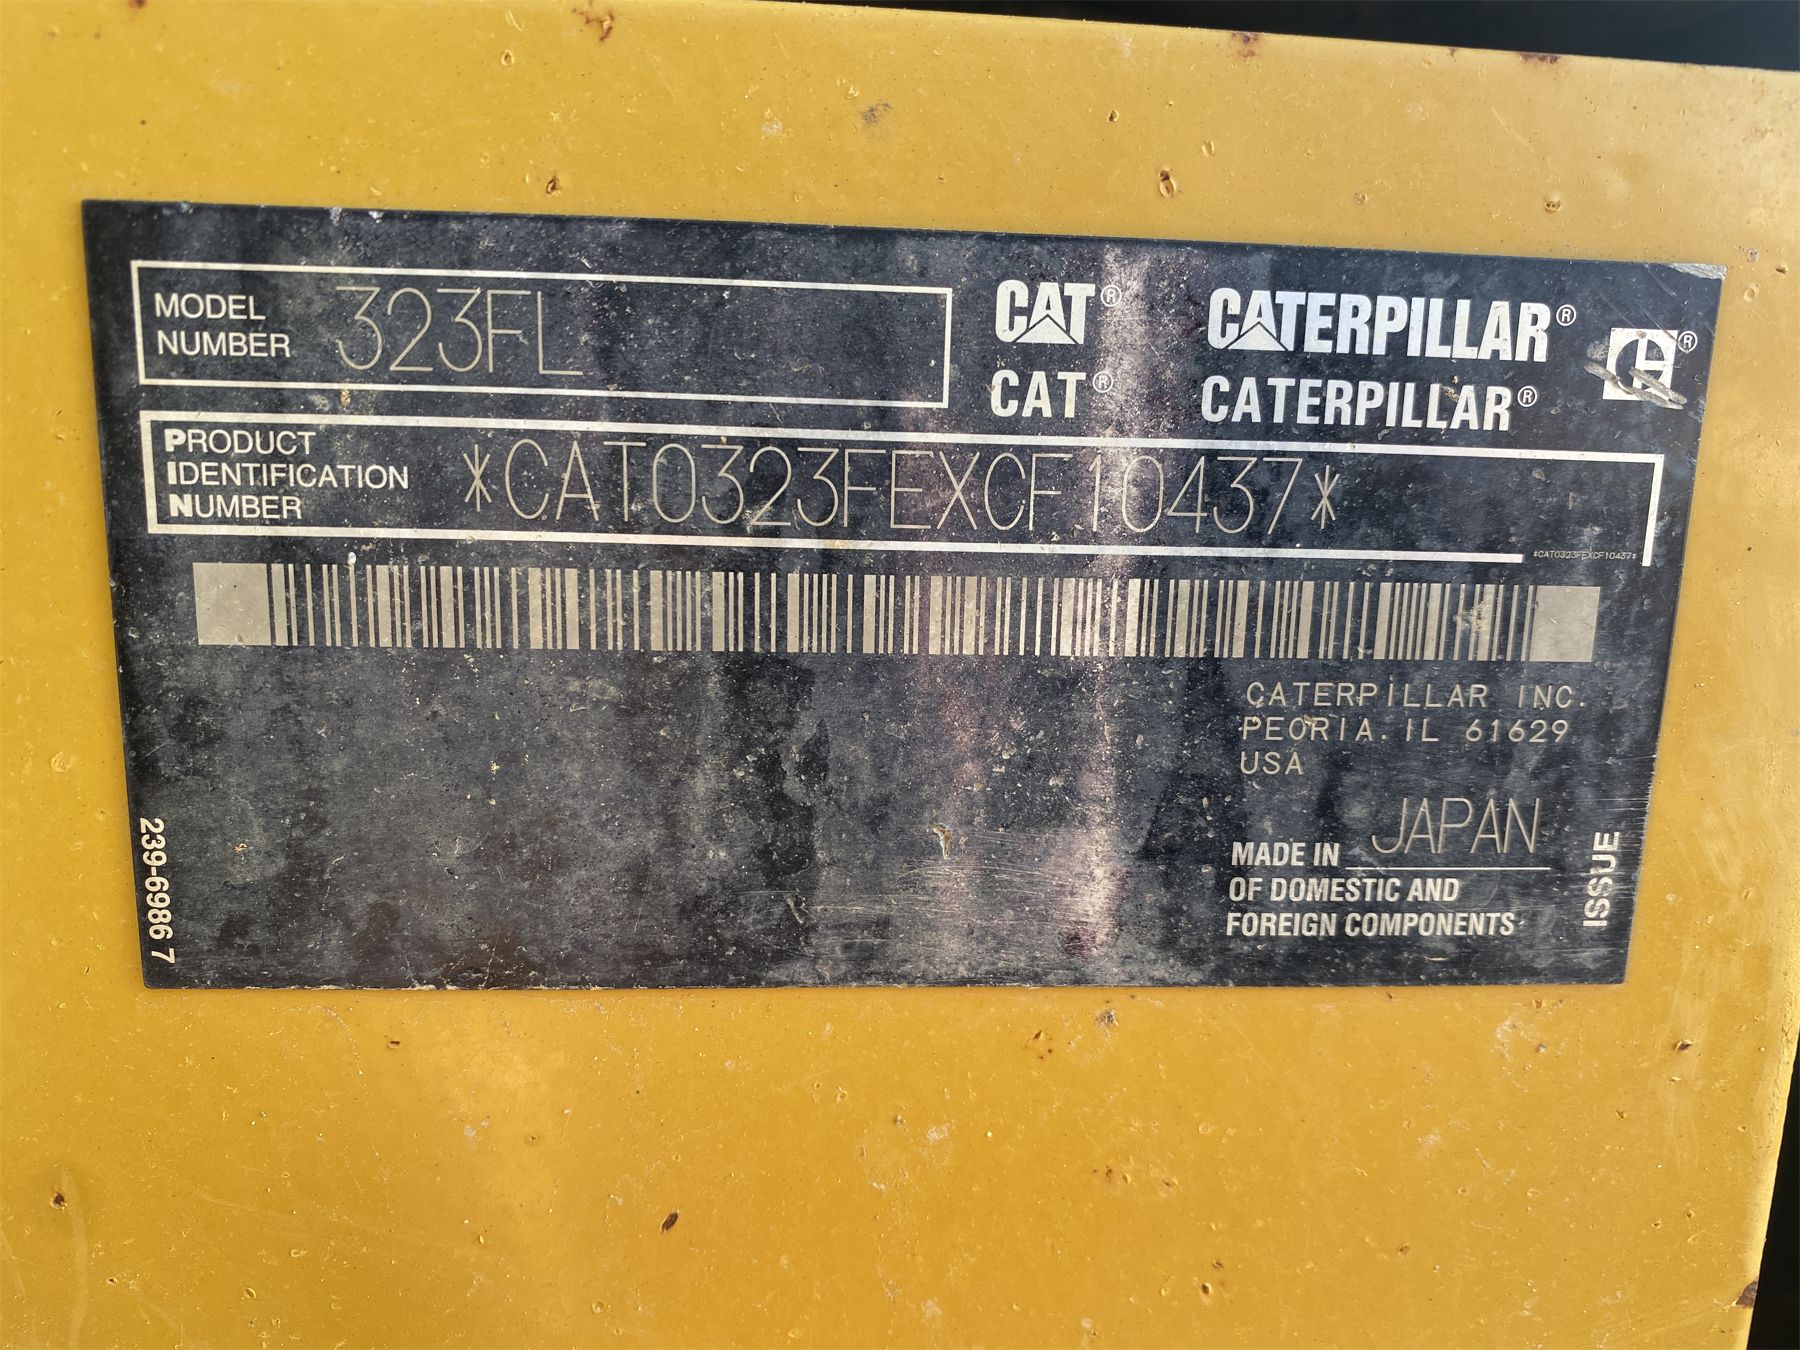 MODEL
NUMBER 323FL
CAT® CATERPILLAR® ®
CAT® CATERPILLAR®
PRODUCT
IDENTIFICATION
NUMBER *CAT0323FEXCF10437*
*CAT0323FEXCF10437*
CATERPILLAR INC.
PEORIA. IL 61629
USA
MADE IN JAPAN
OF DOMESTIC AND
FOREIGN COMPONENTS
ISSUE
239-6986 7